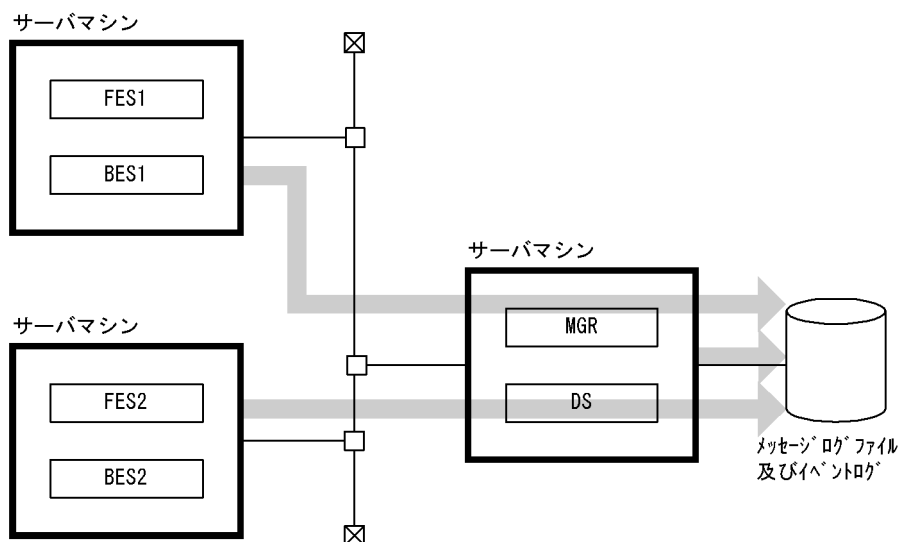 サーバマシン
FES1
BES1
サーバマシン
MGR
DS
サーバマシン
FES2
BES2
ﾒｯｾｰｼﾞﾛｸﾞﾌｧｲﾙ
及びｲﾍﾞﾝﾄﾛｸﾞ